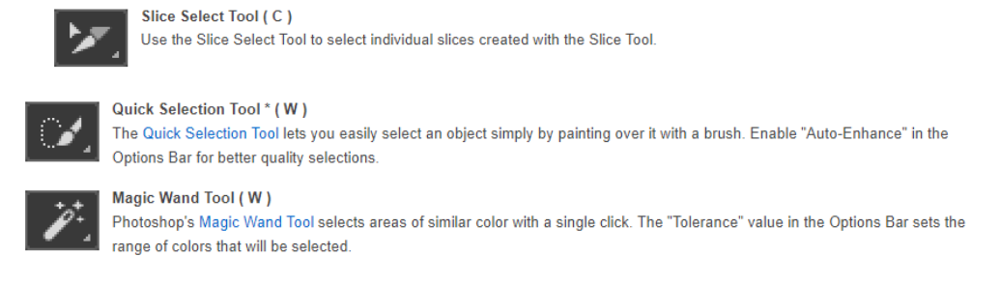 Slice Select Tool ( C )
Use the Slice Select Tool to select individual slices created with the Slice Tool.
Quick Selection Tool * ( W )
The Quick Selection Tool lets you easily select an object simply by painting over it with a brush. Enable "Auto-Enhance" in the
Options Bar for better quality selections.
Magic Wand Tool ( W )
Photoshop's Magic Wand Tool selects areas of similar color with a single click. The "Tolerance" value in the Options Bar sets the
range of colors that will be selected.